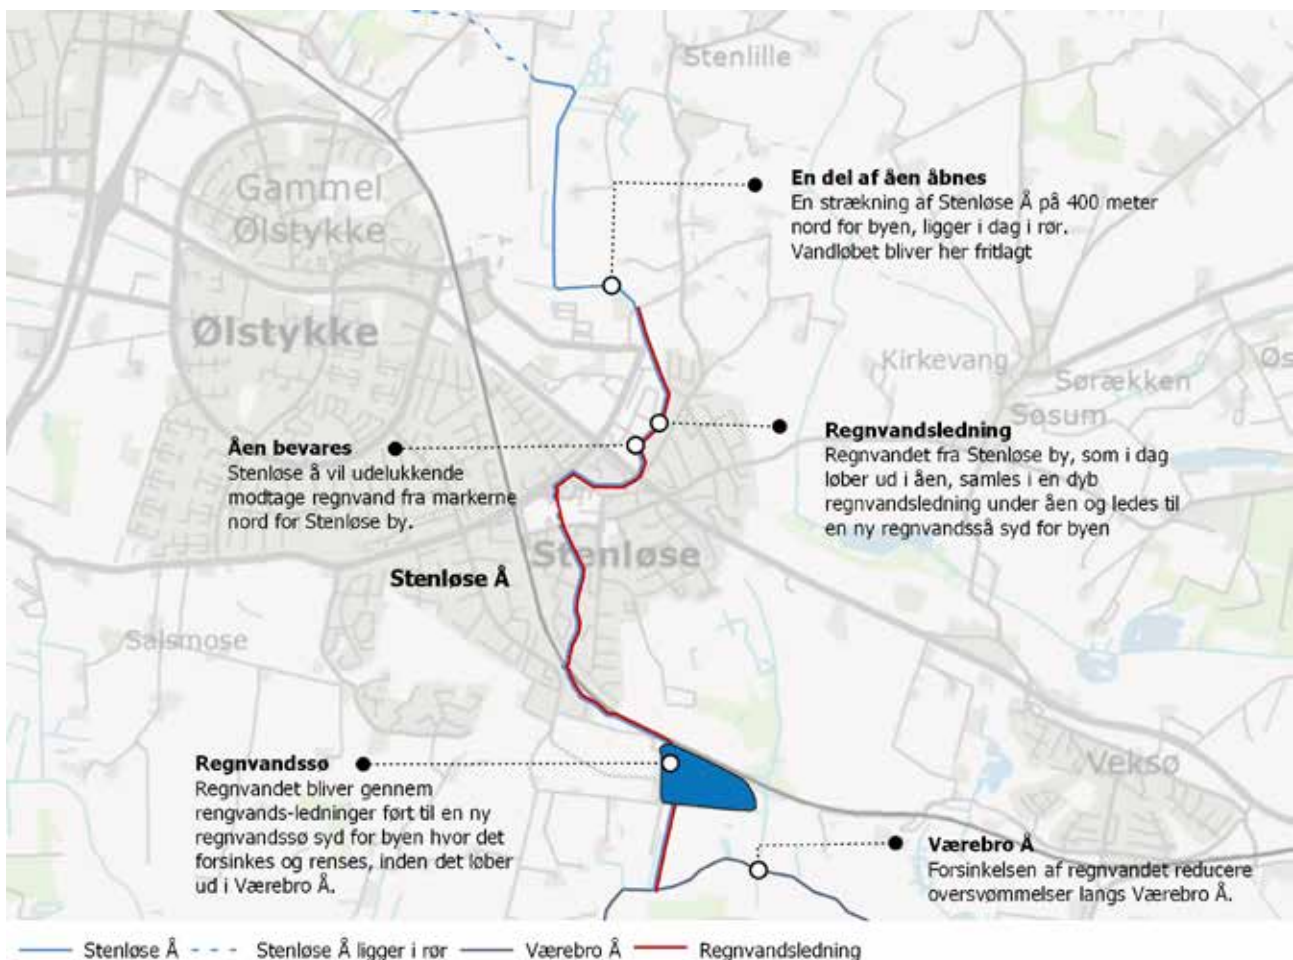 Stenlille
En del af åen åbnes
En strækning af Stenløse Å på 400 meter
nord for byen, ligger i dag i rør.
Vandløbet bliver her fritlagt
Gammel
Ølstykke
Ølstykke
Kirkevang
Sørækken
Søsum
Øs
Åen bevares
Stenløse å vil udelukkende
modtage regnvand fra markerne
nord for Stenløse by.
Regnvandsledning
Regnvandet fra Stenløse by, som i dag
løber ud i åen, samles i en dyb
regnvandsledning under åen og ledes til
en ny regnvandsså syd for byen
Stenløse
Stenløse Å
Salsmose
Regnvandssø
Regnvandet bliver gennem
rengvands-ledninger ført til en ny
regnvandssø syd for byen hvor det
forsinkes og renses, inden det løber
ud i Værebro Å.
Veksø
Værebro Å
Forsinkelsen af regnvandet reducere
oversvømmelser langs Værebro Å.
Stenløse Å
Stenløse Å ligger i rør
Værebro Å
Regnvandsledning